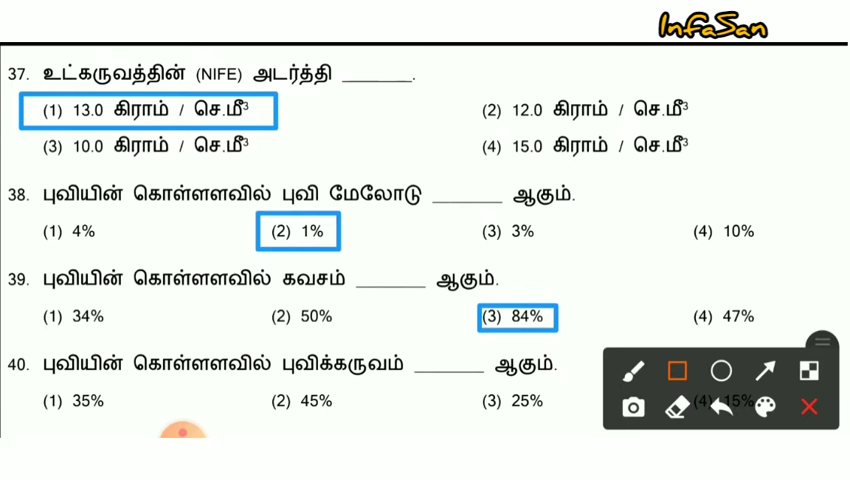 InFaSan
37. உட்கருவத்தின் (NIFE) அடர்த்தி ________.
(1) 13.0 கிராம் / செ.மீ³ (2) 12.0 கிராம் / செ.மீ³
(3) 10.0 கிராம் / செ.மீ³ (4) 15.0 கிராம் / செ.மீ³
38. புவியின் கொள்ளளவில் புவி மேலோடு ________ ஆகும்.
(1) 4% (2) 1% (3) 3% (4) 10%
39. புவியின் கொள்ளளவில் கவசம் ________ ஆகும்.
(1) 34% (2) 50% (3) 84% (4) 47%
40. புவியின் கொள்ளளவில் புவிக்கருவம் ________ ஆகும்.
(1) 35% (2) 45% (3) 25% (4) 15%